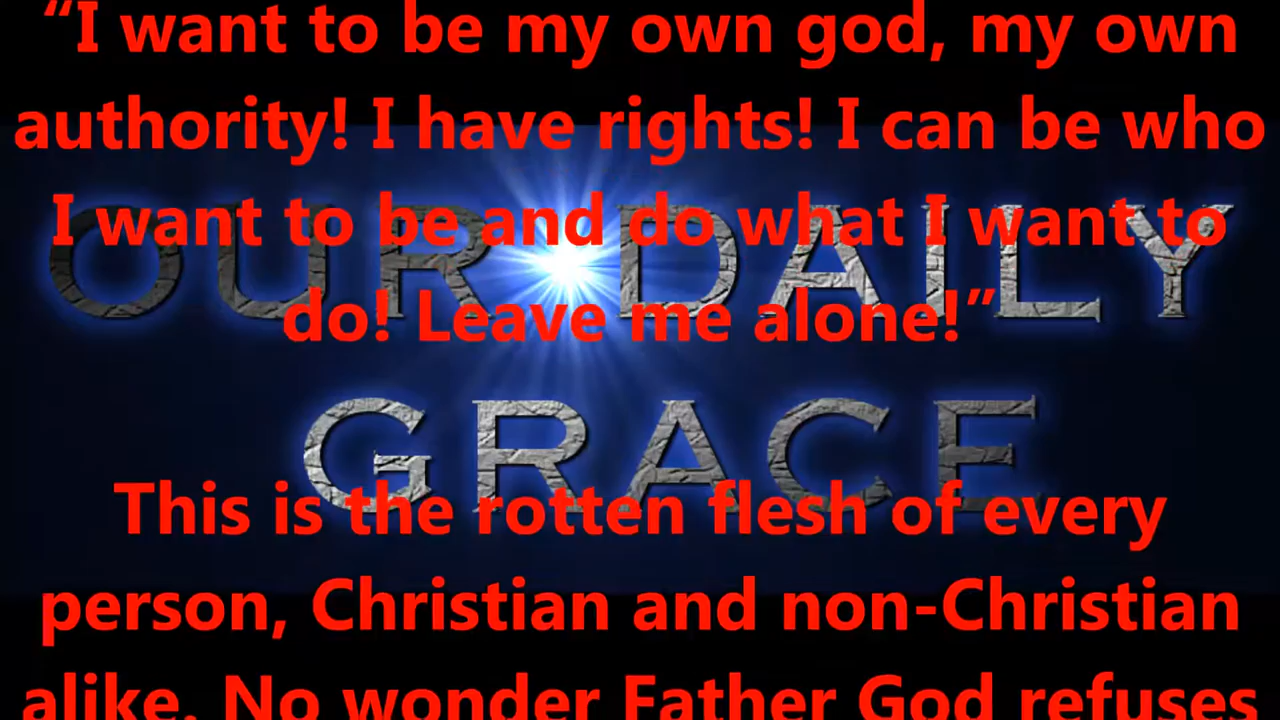 “I want to be my own god, my own
authority! I have rights! I can be who
I want to be and do what I want to
do! Leave me alone!”
This is the rotten flesh of every
person, Christian and non-Christian
alike. No wonder Father God refuses
OUR DAILY
GRACE